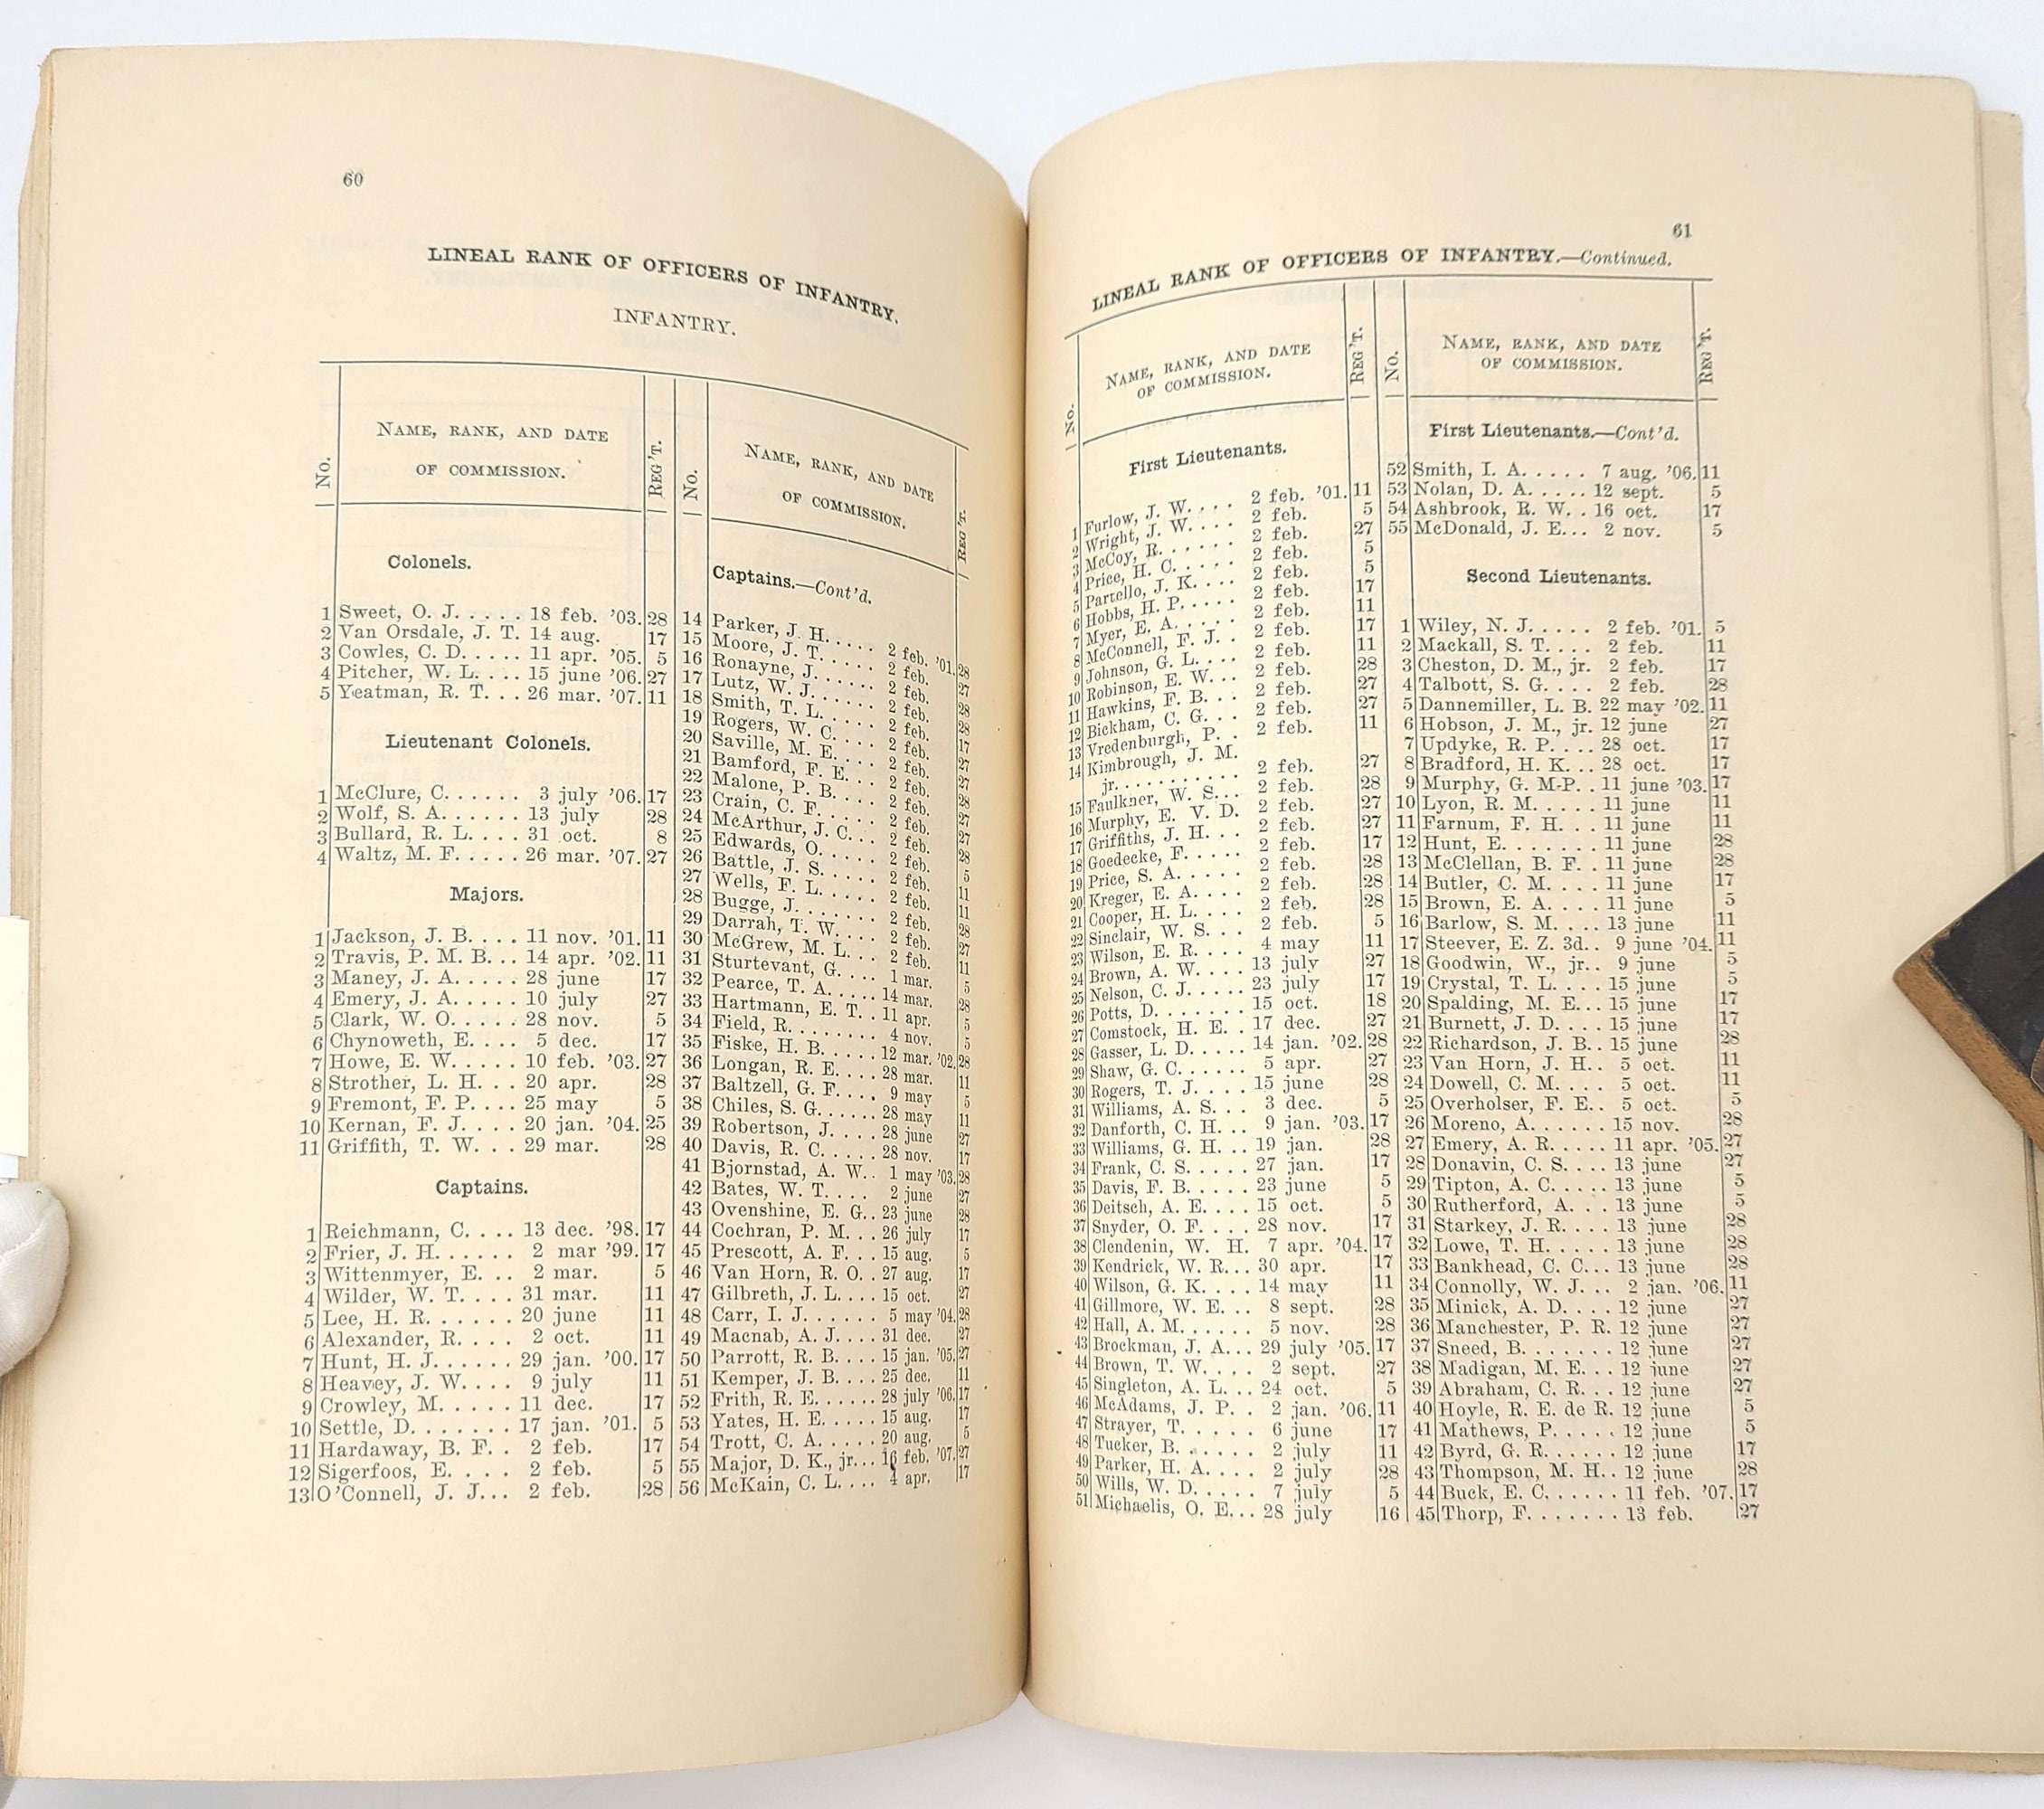 60
LINEAL RANK OF OFFICERS OF INFANTRY.
INFANTRY.
No. NAME, RANK, AND DATE OF COMMISSION. REG'T.
Colonels.
1 Sweet, O. J. . . . . 18 feb. '03. 28
2 Van Orsdale, J. T. 14 aug. 17
3 Cowles, C. D. . . . . 11 apr. '05. 5
4 Pitcher, W. L. . . . 15 june '06. 27
5 Yeatman, R. T. . . 26 mar. '07. 11
Lieutenant Colonels.
1 McClure, C. . . . . . 3 july '06. 17
2 Wolf, S. A. . . . . . 13 july 28
3 Bullard, R. L. . . . 31 oct. 8
4 Waltz, M. F. . . . . 26 mar. '07. 27
Majors.
1 Jackson, J. B. . . . 11 nov. '01. 11
2 Travis, P. M. B. . . 14 apr. '02. 11
3 Maney, J. A. . . . . 28 june 17
4 Emery, J. A. . . . . 10 july 27
5 Clark, W. O. . . . . 28 nov. 5
6 Chynoweth, E. . . . 5 dec. 17
7 Howe, E. W. . . . . 10 feb. '03. 27
8 Strother, L. H. . . 20 apr. 28
9 Fremont, F. P. . . . 25 may 5
10 Kernan, F. J. . . . 20 jan. '04. 25
11 Griffith, T. W. . . 29 mar. 28
Captains.
1 Reichmann, C. . . . 13 dec. '98. 17
2 Frier, J. H. . . . . . 2 mar '99. 17
3 Wittenmyer, E. . . 2 mar. 5
4 Wilder, W. T. . . . 31 mar. 11
5 Lee, H. R. . . . . . 20 june 11
6 Alexander, R. . . . 2 oct. 11
7 Hunt, H. J. . . . . . 29 jan. '00. 17
8 Heavey, J. W. . . . 9 july 11
9 Crowley, M. . . . . 11 dec. 17
10 Settle, D. . . . . . . 17 jan. '01. 5
11 Hardaway, B. F. . 2 feb. 17
12 Sigerfoos, E. . . . 2 feb. 5
13 O'Connell, J. J. . . 2 feb. 28
No. NAME, RANK, AND DATE OF COMMISSION. REG'T.
Captains.—Cont'd.
14 Parker, J. H. . . . . 2 feb. '01. 28
15 Moore, J. T. . . . . . 2 feb. 27
16 Ronayne, J. . . . . . 2 feb. 28
17 Lutz, W. J. . . . . . 2 feb. 28
18 Smith, T. L. . . . . 2 feb. 17
19 Rogers, W. C. . . . 2 feb. 27
20 Saville, M. E. . . . 2 feb. 27
21 Bamford, F. E. . . . 2 feb. 28
22 Malone, P. B. . . . 2 feb. 27
23 Crain, C. F. . . . . 2 feb. 27
24 McArthur, J. C. . . 2 feb. 28
25 Edwards, O. . . . . 2 feb. 5
26 Battle, J. S. . . . . 2 feb. 11
27 Wells, F. L. . . . . 2 feb. 11
28 Bugge, J. . . . . . . 2 feb. 28
29 Darrah, T. W. . . . 2 feb. 27
30 McGrew, M. L. . . 2 feb. 11
31 Sturtevant, G. . . . 1 mar. 5
32 Pearce, T. A. . . . . 14 mar. 28
33 Hartmann, E. T. . 11 apr. 5
34 Field, R. . . . . . . 4 nov. 5
35 Fiske, H. B. . . . . 12 mar. '02. 28
36 Longan, R. E. . . . 28 mar. 11
37 Baltzell, G. F. . . . 9 may 5
38 Chiles, S. G. . . . . . 28 may 11
39 Robertson, J. . . . 28 june 27
40 Davis, R. C. . . . . 28 nov. 17
41 Bjornstad, A. W. . 1 may '03. 28
42 Bates, W. T. . . . 2 june 27
43 Ovenshine, E. G. . 23 june 28
44 Cochran, P. M. . . 26 july 17
45 Prescott, A. F. . . 15 aug. 5
46 Van Horn, R. O. . 27 aug. 17
47 Gilbreth, J. L. . . . 15 oct. 27
48 Carr, I. J. . . . . . 5 may '04. 28
49 Macnab, A. J. . . . 31 dec. 27
50 Parrott, R. B. . . . 15 jan. '05. 27
51 Kemper, J. B. . . . 25 dec. 11
52 Frith, R. E. . . . . . 28 july '06. 17
53 Yates, H. E. . . . . 15 aug. 17
54 Trott, C. A. . . . . 20 aug. 5
55 Major, D. K., jr. . . 16 feb. '07. 27
56 McKain, C. L. . . . 4 apr. 17
61
LINEAL RANK OF OFFICERS OF INFANTRY.—Continued.
No. NAME, RANK, AND DATE OF COMMISSION. REG'T.
First Lieutenants.
1 Furlow, J. W. . . . 2 feb. '01. 11
2 Wright, J. W. . . . 2 feb. 5
3 McCoy, R. . . . . . 2 feb. 27
4 Price, H. C. . . . . 2 feb. 5
5 Partello, J. K. . . . 2 feb. 5
6 Hobbs, H. P. . . . . 2 feb. 17
7 Myer, E. A. . . . . 2 feb. 11
8 McConnell, F. J. . . 2 feb. 17
9 Johnson, G. L. . . . 2 feb. 11
10 Robinson, E. W. . . 2 feb. 28
11 Hawkins, F. B. . . . 2 feb. 27
12 Bickham, C. G. . . . 2 feb. 27
13 Vredenburgh, P. . . 2 feb. 11
14 Kimbrough, J. M.
jr. . . . . . . . . . 2 feb. 27
15 Faulkner, W. S. . . 2 feb. 28
16 Murphy, E. V. D. 2 feb. 27
17 Griffiths, J. H. . . . 2 feb. 27
18 Goedecke, F. . . . . 2 feb. 17
19 Price, S. A. . . . . . 2 feb. 28
20 Kreger, E. A. . . . . 2 feb. 28
21 Cooper, H. L. . . . 2 feb. 28
22 Sinclair, W. S. . . . 2 feb. 5
23 Wilson, E. R. . . . . 4 may 11
24 Brown, A. W. . . . . 13 july 27
25 Nelson, C. J. . . . . 23 july 17
26 Potts, D. . . . . . . 15 oct. 18
27 Comstock, H. E. . . 17 dec. 27
28 Gasser, L. D. . . . . 14 jan. '02. 28
29 Shaw, G. C. . . . . . 5 apr. 27
30 Rogers, T. J. . . . . 15 june 28
31 Williams, A. S. . . . 3 dec. 5
32 Danforth, C. H. . . 9 jan. '03. 17
33 Williams, G. H. . . 19 jan. 28
34 Frank, C. S. . . . . 27 jan. 17
35 Davis, F. B. . . . . . 23 june 5
36 Deitsch, A. E. . . . 15 oct. 5
37 Snyder, O. F. . . . . 28 nov. 17
38 Clendenin, W. H. 7 apr. '04. 17
39 Kendrick, W. R. . . 30 apr. 17
40 Wilson, G. K. . . . . 14 may 11
41 Gillmore, W. E. . . 8 sept. 28
42 Hall, A. M. . . . . . 5 nov. 28
43 Brockman, J. A. . . 29 july '05. 17
44 Brown, T. W. . . . . 2 sept. 27
45 Singleton, A. L. . . 24 oct. 5
46 McAdams, J. P. . . 2 jan. '06. 11
47 Strayer, T. . . . . . 6 june 17
48 Tucker, B. . . . . . 2 july 11
49 Parker, H. A. . . . . 2 july 28
50 Wills, W. D. . . . . 7 july 5
51 Michaelis, O. E. . . 28 july 16
No. NAME, RANK, AND DATE OF COMMISSION. REG'T.
First Lieutenants.—Cont'd.
52 Smith, I. A. . . . . 7 aug. '06. 11
53 Nolan, D. A. . . . . 12 sept. 5
54 Ashbrook, R. W. . 16 oct. 17
55 McDonald, J. E. . . 2 nov. 5
Second Lieutenants.
1 Wiley, N. J. . . . . 2 feb. '01. 5
2 Mackall, S. T. . . . 2 feb. 11
3 Cheston, D. M., jr. 2 feb. 17
4 Talbott, S. G. . . . 2 feb. 28
5 Dannemiller, L. B. 22 may '02. 11
6 Hobson, J. M., jr. 12 june 27
7 Updyke, R. P. . . . 28 oct. 17
8 Bradford, H. K. . . 28 oct. 17
9 Murphy, G. M-P. . 11 june '03. 17
10 Lyon, R. M. . . . . 11 june 11
11 Farnum, F. H. . . 11 june 11
12 Hunt, E. . . . . . . 11 june 28
13 McClellan, B. F. . 11 june 28
14 Butler, C. M. . . . 11 june 17
15 Brown, E. A. . . . 11 june 5
16 Barlow, S. M. . . . 13 june 11
17 Steever, E. Z. 3d. . 9 june '04. 11
18 Goodwin, W., jr. . 9 june 5
19 Crystal, T. L. . . . 15 june 5
20 Spalding, M. E. . . 15 june 17
21 Burnett, J. D. . . . 15 june 17
22 Richardson, J. B. . 15 june 28
23 Van Horn, J. H. . 5 oct. 11
24 Dowell, C. M. . . . 5 oct. 11
25 Overholser, F. E. . 5 oct. 5
26 Moreno, A. . . . . . 15 nov. 28
27 Emery, A. R. . . . 11 apr. '05. 27
28 Donavin, C. S. . . . 13 june 27
29 Tipton, A. C. . . . . 13 june 5
30 Rutherford, A. . . 13 june 5
31 Starkey, J. R. . . . 13 june 28
32 Lowe, T. H. . . . . 13 june 28
33 Bankhead, C. C. . . 13 june 28
34 Connolly, W. J. . . 2 jan. '06. 11
35 Minick, A. D. . . . 12 june 27
36 Manchester, P. R. 12 june 27
37 Sneed, B. . . . . . . 12 june 27
38 Madigan, M. E. . . 12 june 27
39 Abraham, C. R. . . 12 june 27
40 Hoyle, R. E. de R. 12 june 5
41 Mathews, P. . . . . 12 june 5
42 Byrd, G. R. . . . . . 12 june 17
43 Thompson, M. H. . 12 june 28
44 Buck, E. C. . . . . . 11 feb. '07. 17
45 Thorp, F. . . . . . . 13 feb. 27